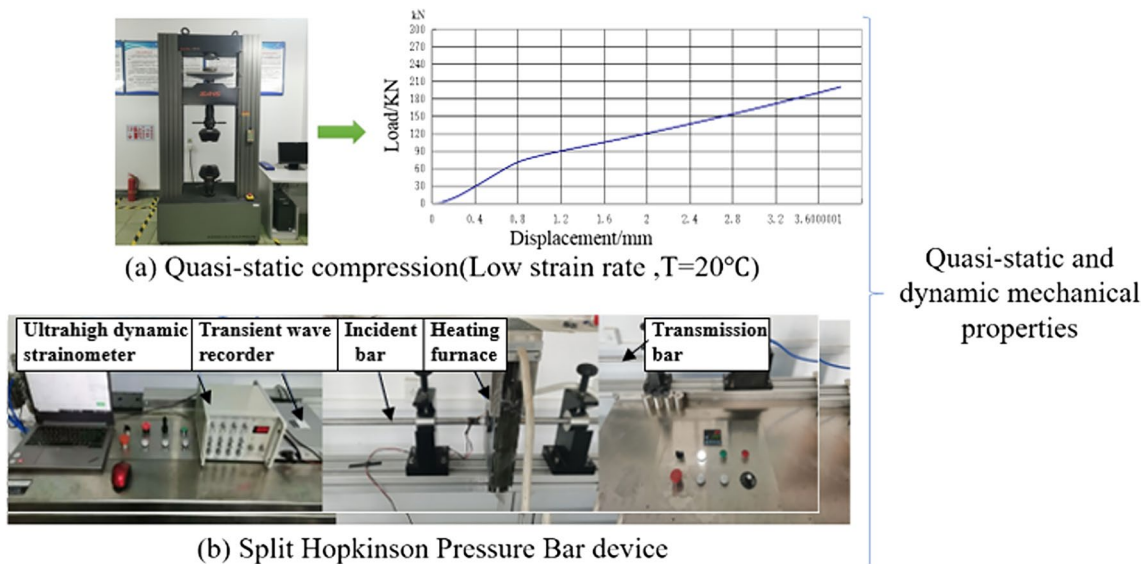 kN
300
270
240
210
180
150
120
90
60
30
0
Load/KN
0 0.4 0.8 1.2 1.6 2 2.4 2.8 3.2 3.6000001
Displacement/mm
(a) Quasi-static compression(Low strain rate ,T=20℃)
Ultrahigh dynamic
strainometer
Transient wave
recorder
Incident
bar
Heating
furnace
Transmission
bar
(b) Split Hopkinson Pressure Bar device
Quasi-static and
dynamic mechanical
properties